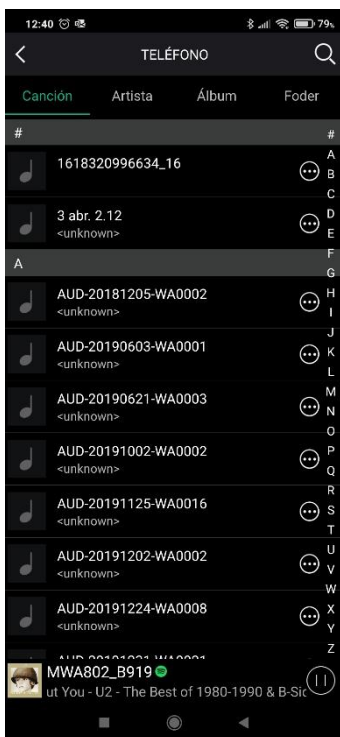 12:40 79%
TELÉFONO
Canción Artista Álbum Foder
#
1618320996634_16
3 abr. 2.12
<unknown>
A
AUD-20181205-WA0002
<unknown>
AUD-20190603-WA0001
<unknown>
AUD-20190621-WA0003
<unknown>
AUD-20191002-WA0002
<unknown>
AUD-20191125-WA0016
<unknown>
AUD-20191202-WA0002
<unknown>
AUD-20191224-WA0008
<unknown>
#
A
B
C
D
E
F
G
H
I
J
K
L
M
N
O
P
Q
R
S
T
U
V
W
X
Y
Z
MWA802_B919
ut You - U2 - The Best of 1980-1990 & B-Sic